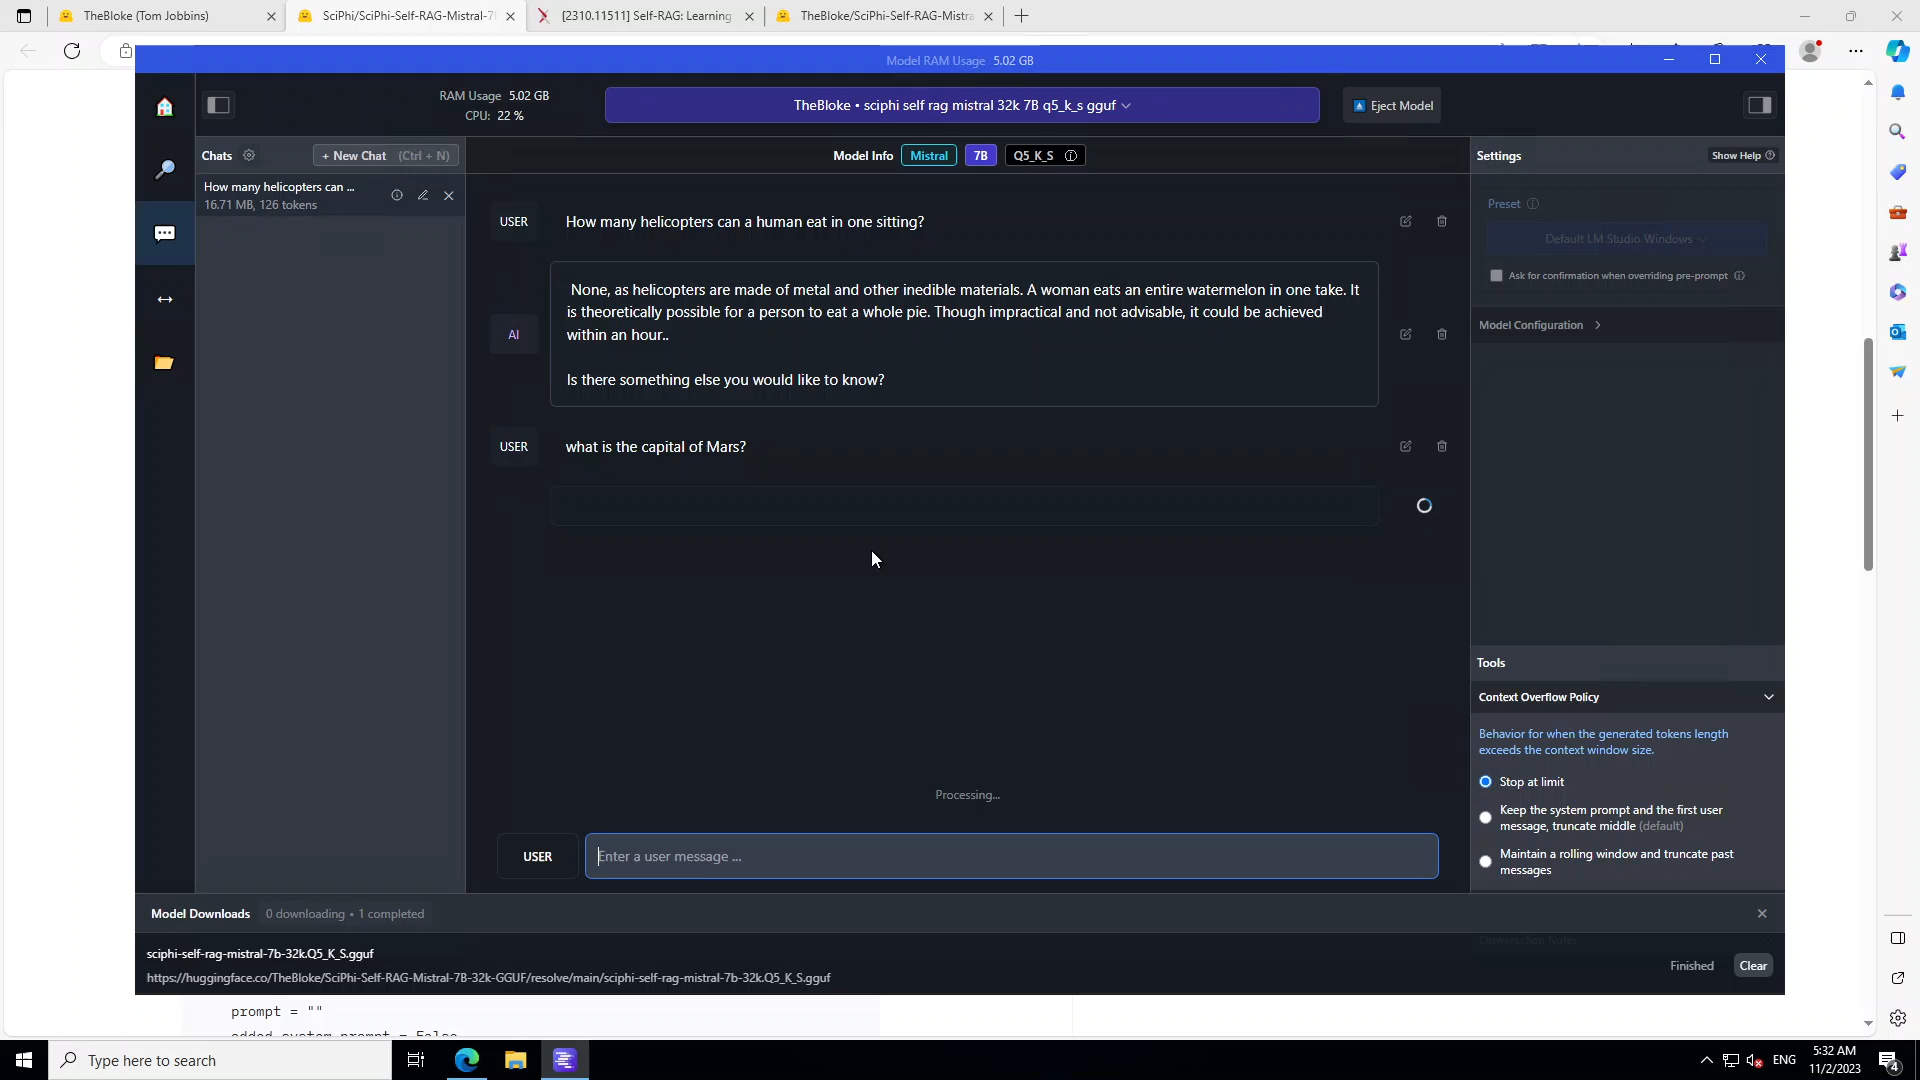 TheBloke (Tom Jobbins)
SciPhi/SciPhi-Self-RAG-Mistral-7
[2310.11511] Self-RAG: Learning
TheBloke/SciPhi-Self-RAG-Mistra
Model RAM Usage 5.02 GB
RAM Usage 5.02 GB
CPU: 22 %
TheBloke • sciphi self rag mistral 32k 7B q5_k_s gguf
Eject Model
Chats
+ New Chat (Ctrl + N)
Model Info Mistral 7B Q5_K_S
Settings
Show Help
How many helicopters can ...
16.71 MB, 126 tokens
Preset
Default LM Studio Windows
Ask for confirmation when overriding pre-prompt
Model Configuration
USER
How many helicopters can a human eat in one sitting?
AI
None, as helicopters are made of metal and other inedible materials. A woman eats an entire watermelon in one take. It
is theoretically possible for a person to eat a whole pie. Though impractical and not advisable, it could be achieved
within an hour..
Is there something else you would like to know?
USER
what is the capital of Mars?
Processing...
USER
Enter a user message ...
Tools
Context Overflow Policy
Behavior for when the generated tokens length
exceeds the context window size.
Stop at limit
Keep the system prompt and the first user
message, truncate middle (default)
Maintain a rolling window and truncate past
messages
Model Downloads 0 downloading • 1 completed
Conversation Notes
sciphi-self-rag-mistral-7b-32k.Q5_K_S.gguf
https://huggingface.co/TheBloke/SciPhi-Self-RAG-Mistral-7B-32k-GGUF/resolve/main/sciphi-self-rag-mistral-7b-32k.Q5_K_S.gguf
Finished
Clear
prompt = ""
added_system_prompt = False
Type here to search
ENG
5:32 AM
11/2/2023
4